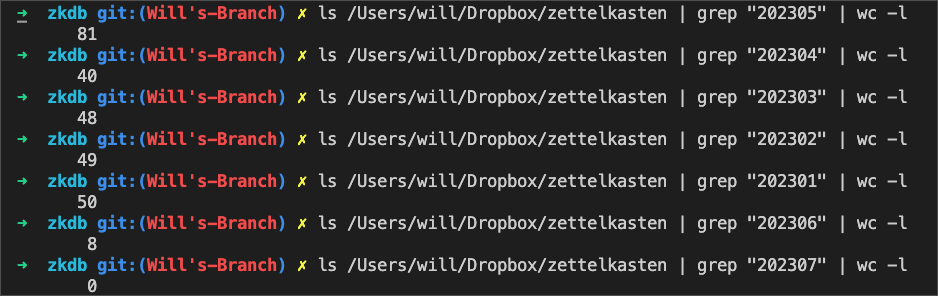 → zkdb git:(Will's-Branch) ✗ ls /Users/will/Dropbox/zettelkasten | grep "202305" | wc -l
81
→ zkdb git:(Will's-Branch) ✗ ls /Users/will/Dropbox/zettelkasten | grep "202304" | wc -l
40
→ zkdb git:(Will's-Branch) ✗ ls /Users/will/Dropbox/zettelkasten | grep "202303" | wc -l
48
→ zkdb git:(Will's-Branch) ✗ ls /Users/will/Dropbox/zettelkasten | grep "202302" | wc -l
49
→ zkdb git:(Will's-Branch) ✗ ls /Users/will/Dropbox/zettelkasten | grep "202301" | wc -l
50
→ zkdb git:(Will's-Branch) ✗ ls /Users/will/Dropbox/zettelkasten | grep "202306" | wc -l
8
→ zkdb git:(Will's-Branch) ✗ ls /Users/will/Dropbox/zettelkasten | grep "202307" | wc -l
0